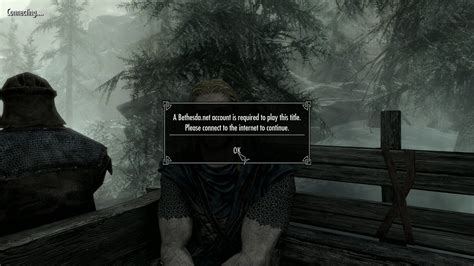 Connecting....
A Bethesda.net account is required to play this title.
Please connect to the internet to continue.
OK